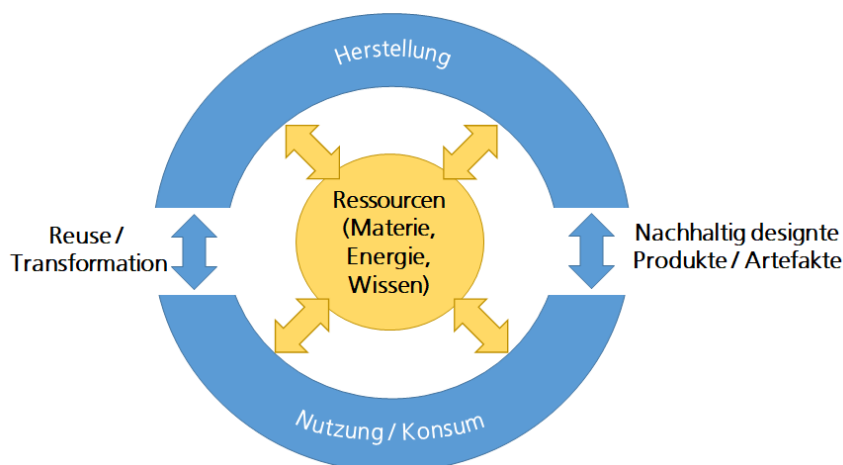 Herstellung
Ressourcen
(Materie,
Energie,
Wissen)
Reuse /
Transformation
Nachhaltig designte
Produkte / Artefakte
Nutzung / Konsum